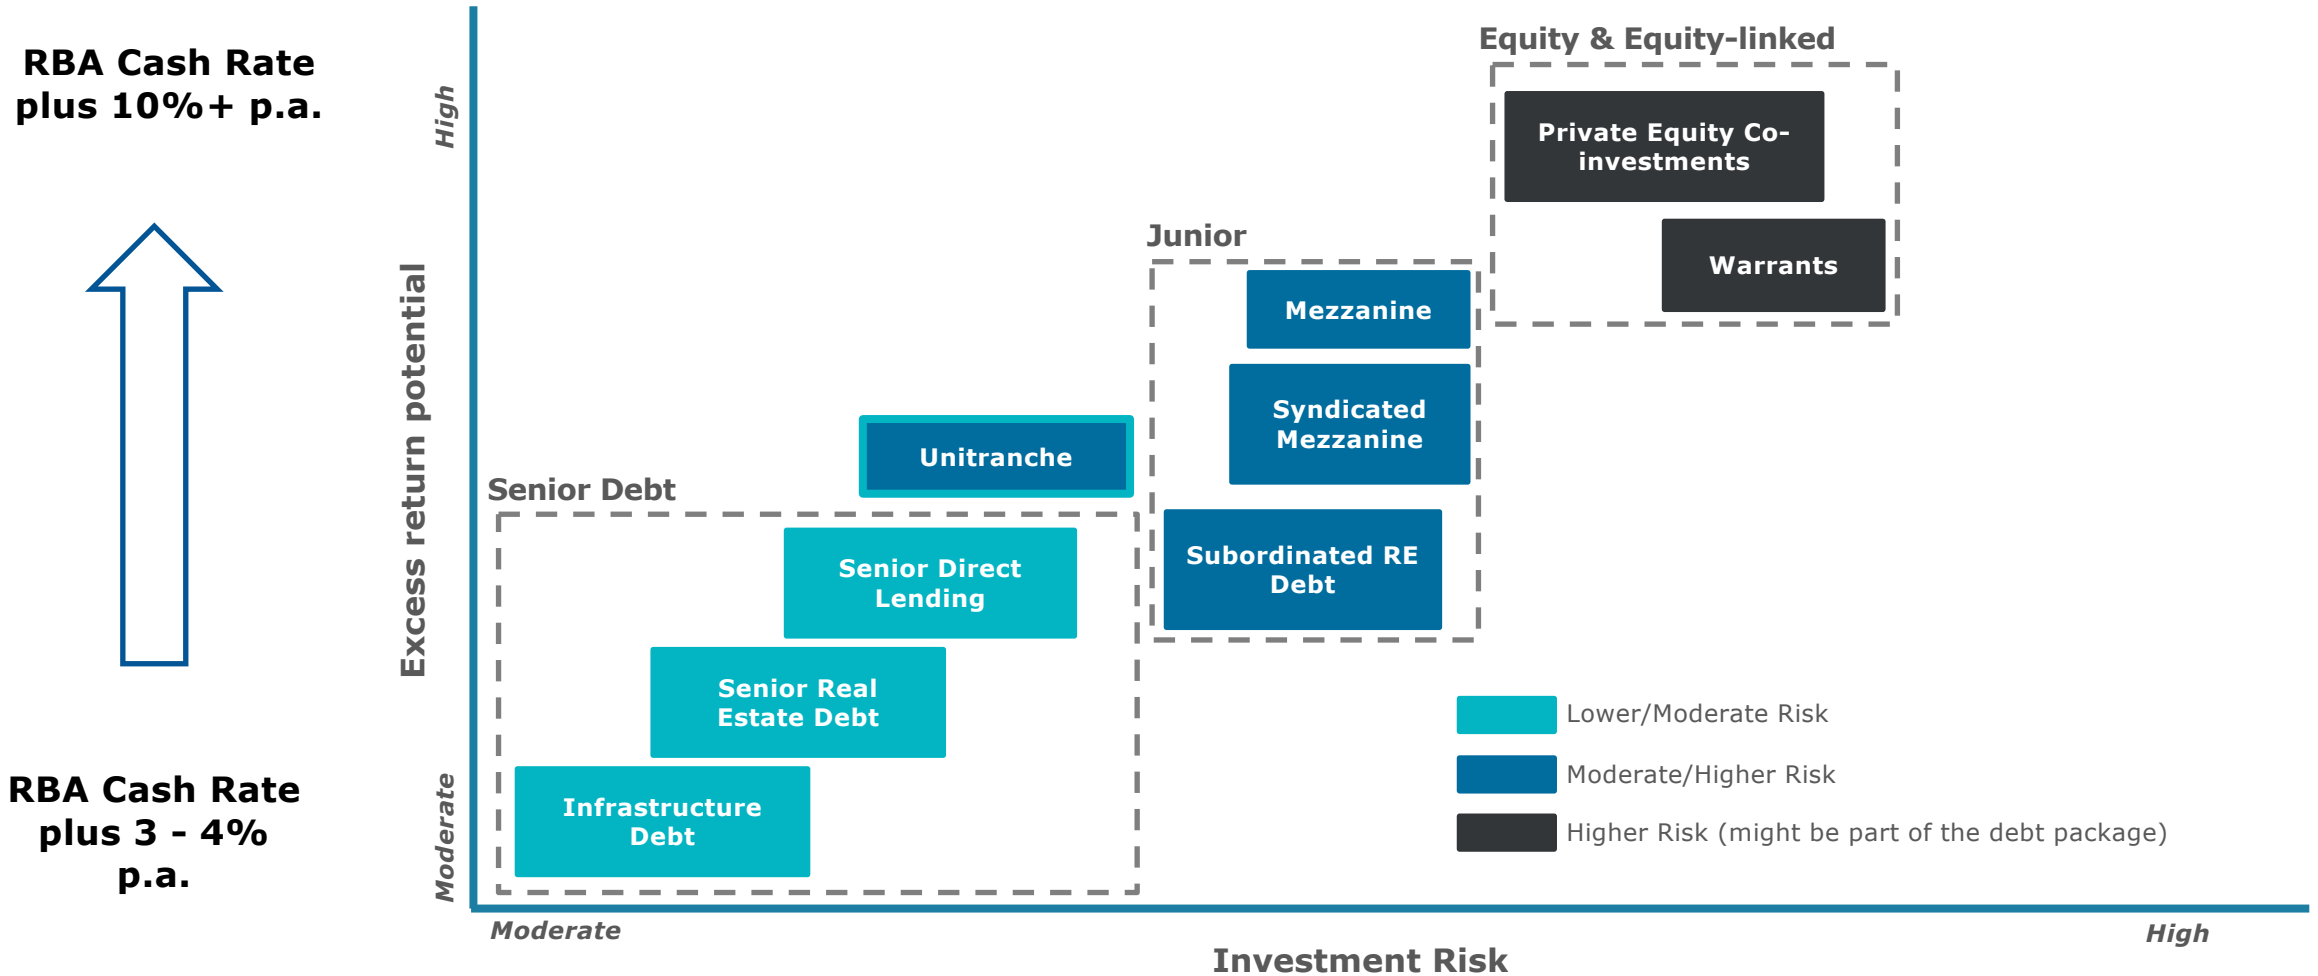 RBA Cash Rate
plus 10%+ p.a.
RBA Cash Rate
plus 3 - 4%
p.a.
Excess return potential
High
Moderate
Equity & Equity-linked
Private Equity Co-
investments
Warrants
Junior
Mezzanine
Syndicated
Mezzanine
Subordinated RE
Debt
Unitranche
Senior Debt
Senior Direct
Lending
Senior Real
Estate Debt
Infrastructure
Debt
Lower/Moderate Risk
Moderate/Higher Risk
Higher Risk (might be part of the debt package)
Moderate
High
Investment Risk